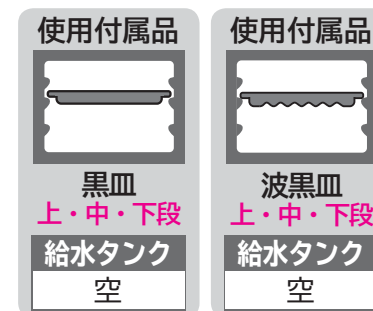 使用付属品
黒皿
上・中・下段
給水タンク
空
使用付属品
波黒皿
上・中・下段
給水タンク
空